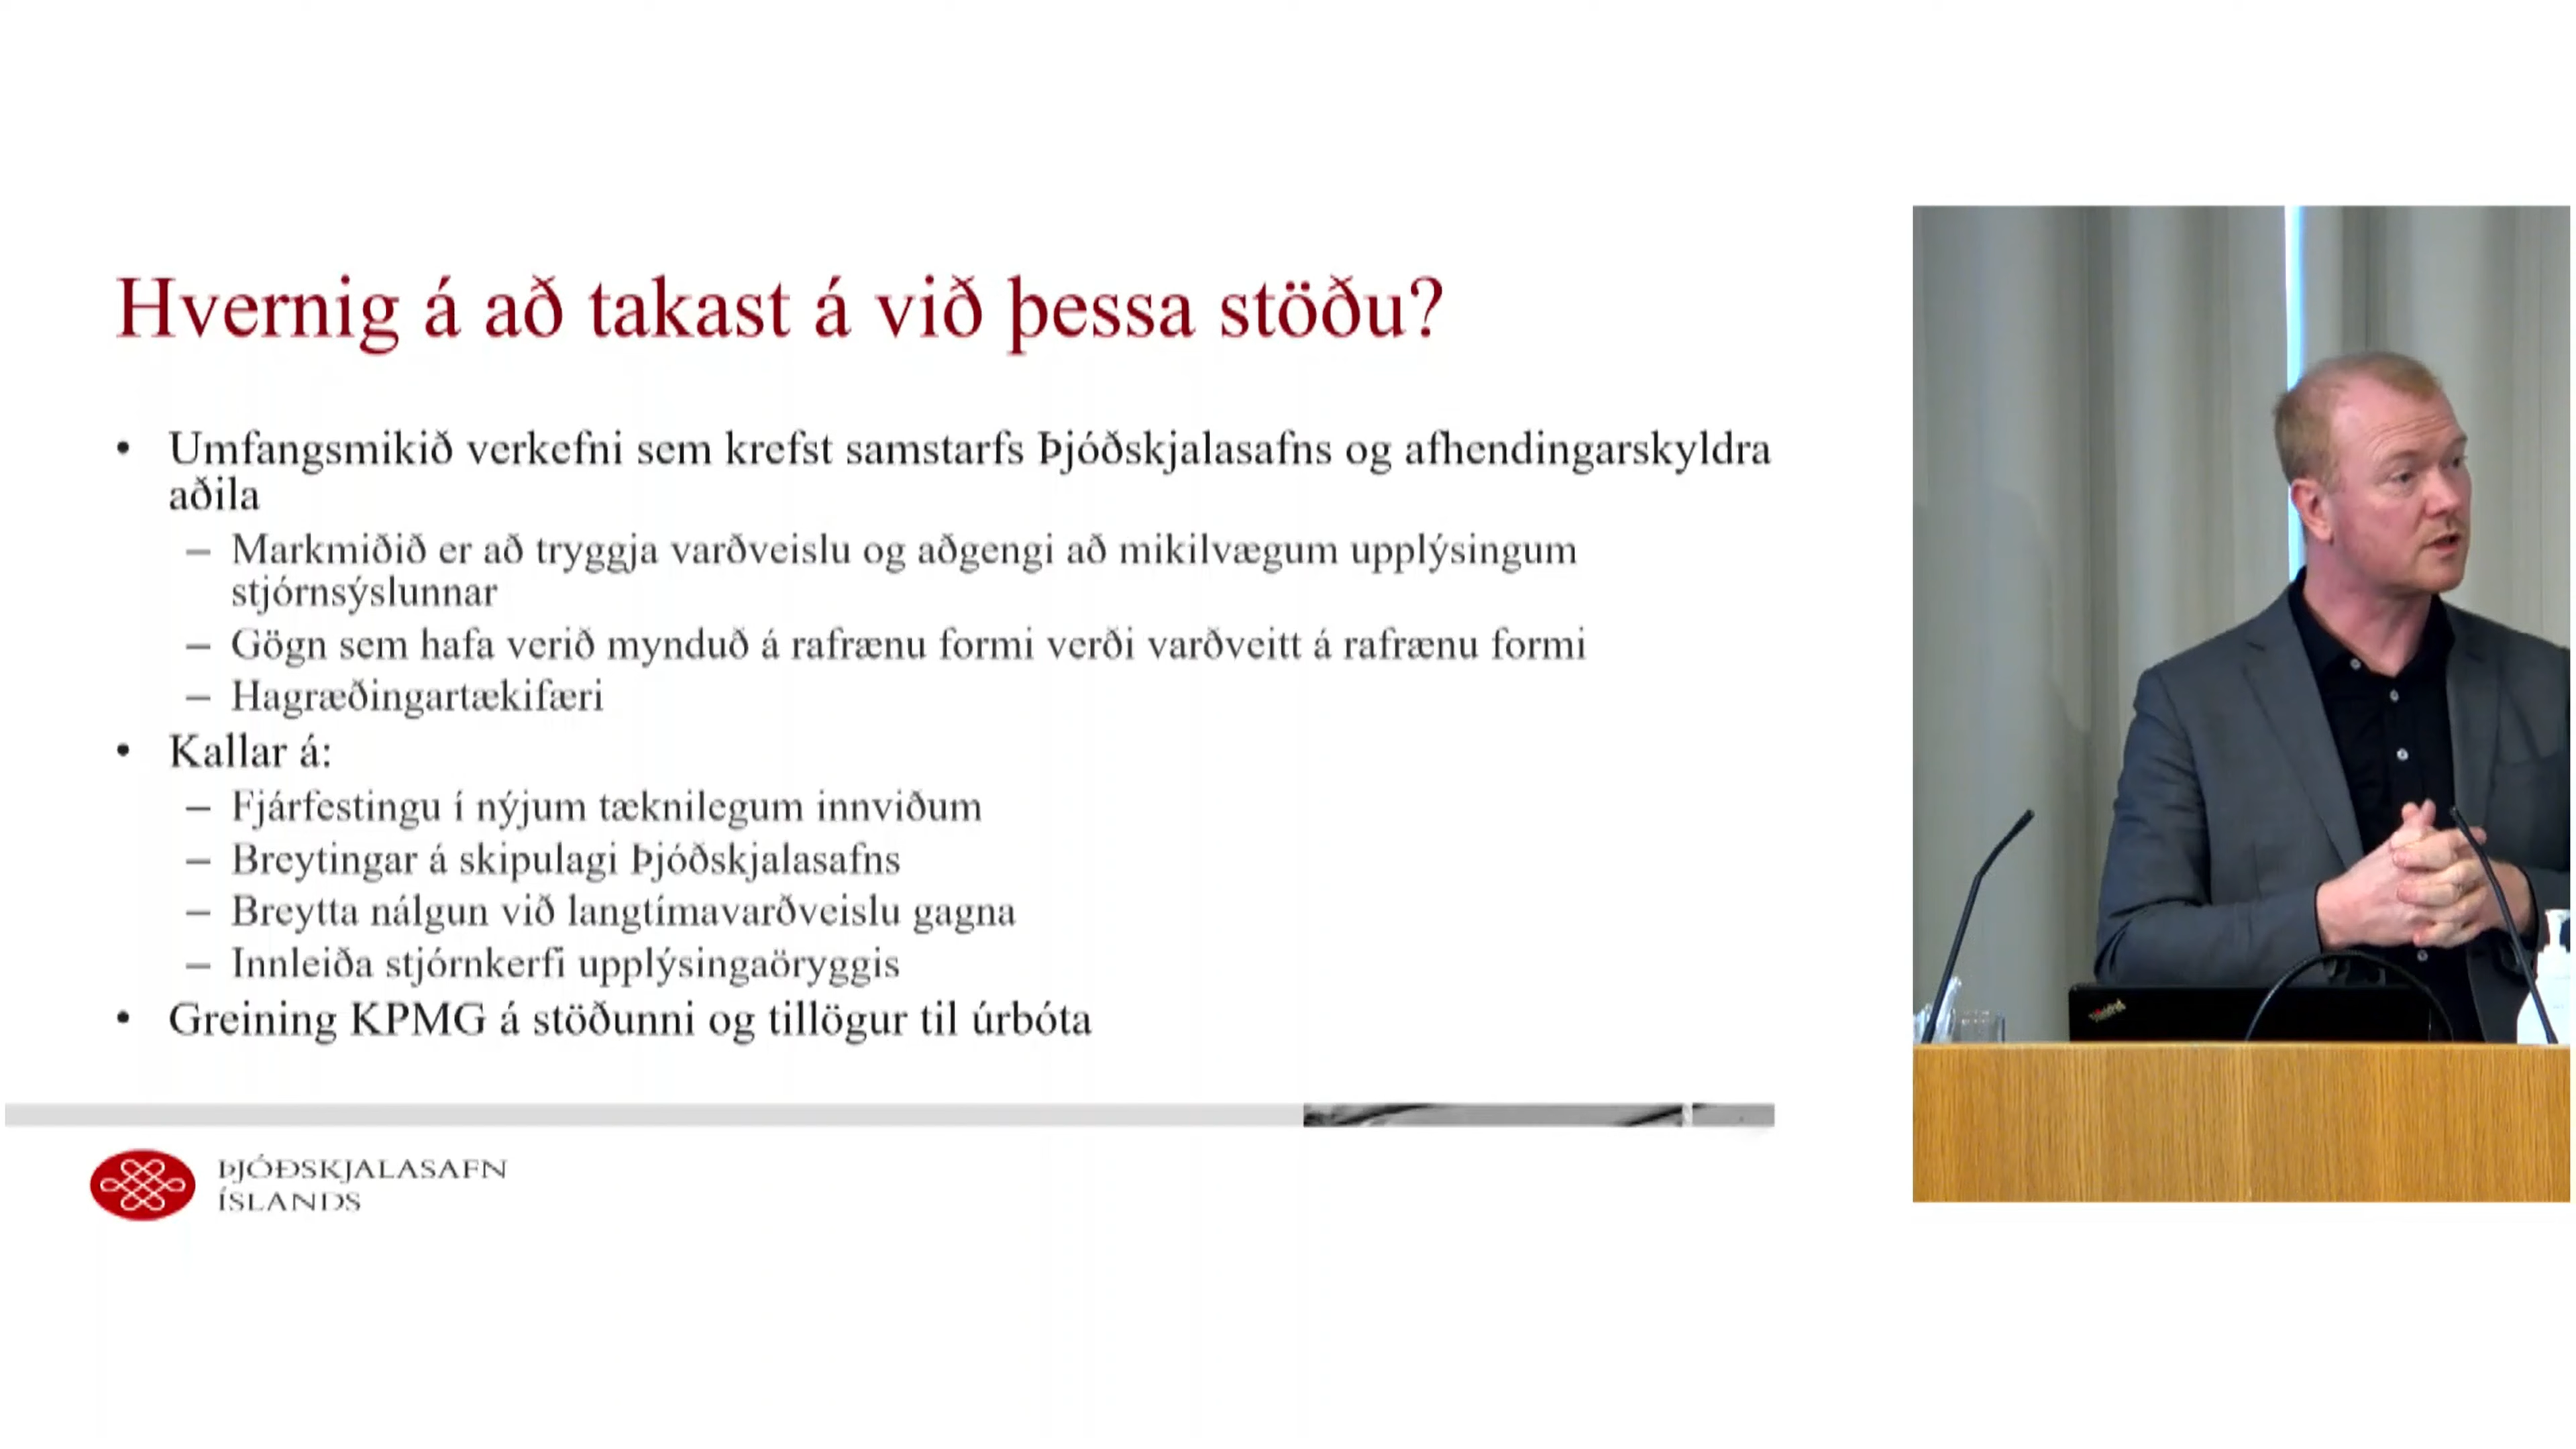 Hvernig á að takast á við þessa stöðu?
• Umfangsmikið verkefni sem krefst samstarfs Þjóðskjalasafns og afhendingarskyldra
aðila
– Markmiðið er að tryggja varðveislu og aðgengi að mikilvægum upplýsingum
stjórnsýslunnar
– Gögn sem hafa verið mynduð á rafrænu formi verði varðveitt á rafrænu formi
– Hagræðingartækifæri
• Kallar á:
– Fjárfestingu í nýjum tæknilegum innviðum
– Breytingar á skipulagi Þjóðskjalasafns
– Breytta nálgun við langtímavarðveislu gagna
– Innleiða stjórnkerfi upplýsingaöryggis
• Greining KPMG á stöðunni og tillögur til úrbóta
ÞJÓÐSKJALASAFN
ÍSLANDS